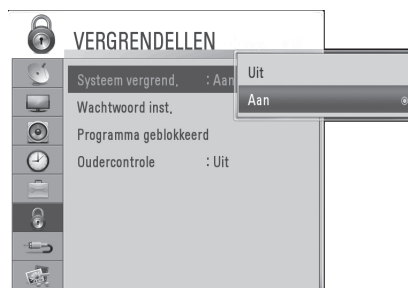 VERGRENDELLEN
Systeem vergrend. : Aan
Wachtwoord inst.
Programma geblokkeerd
Oudercontrole : Uit
Uit
Aan